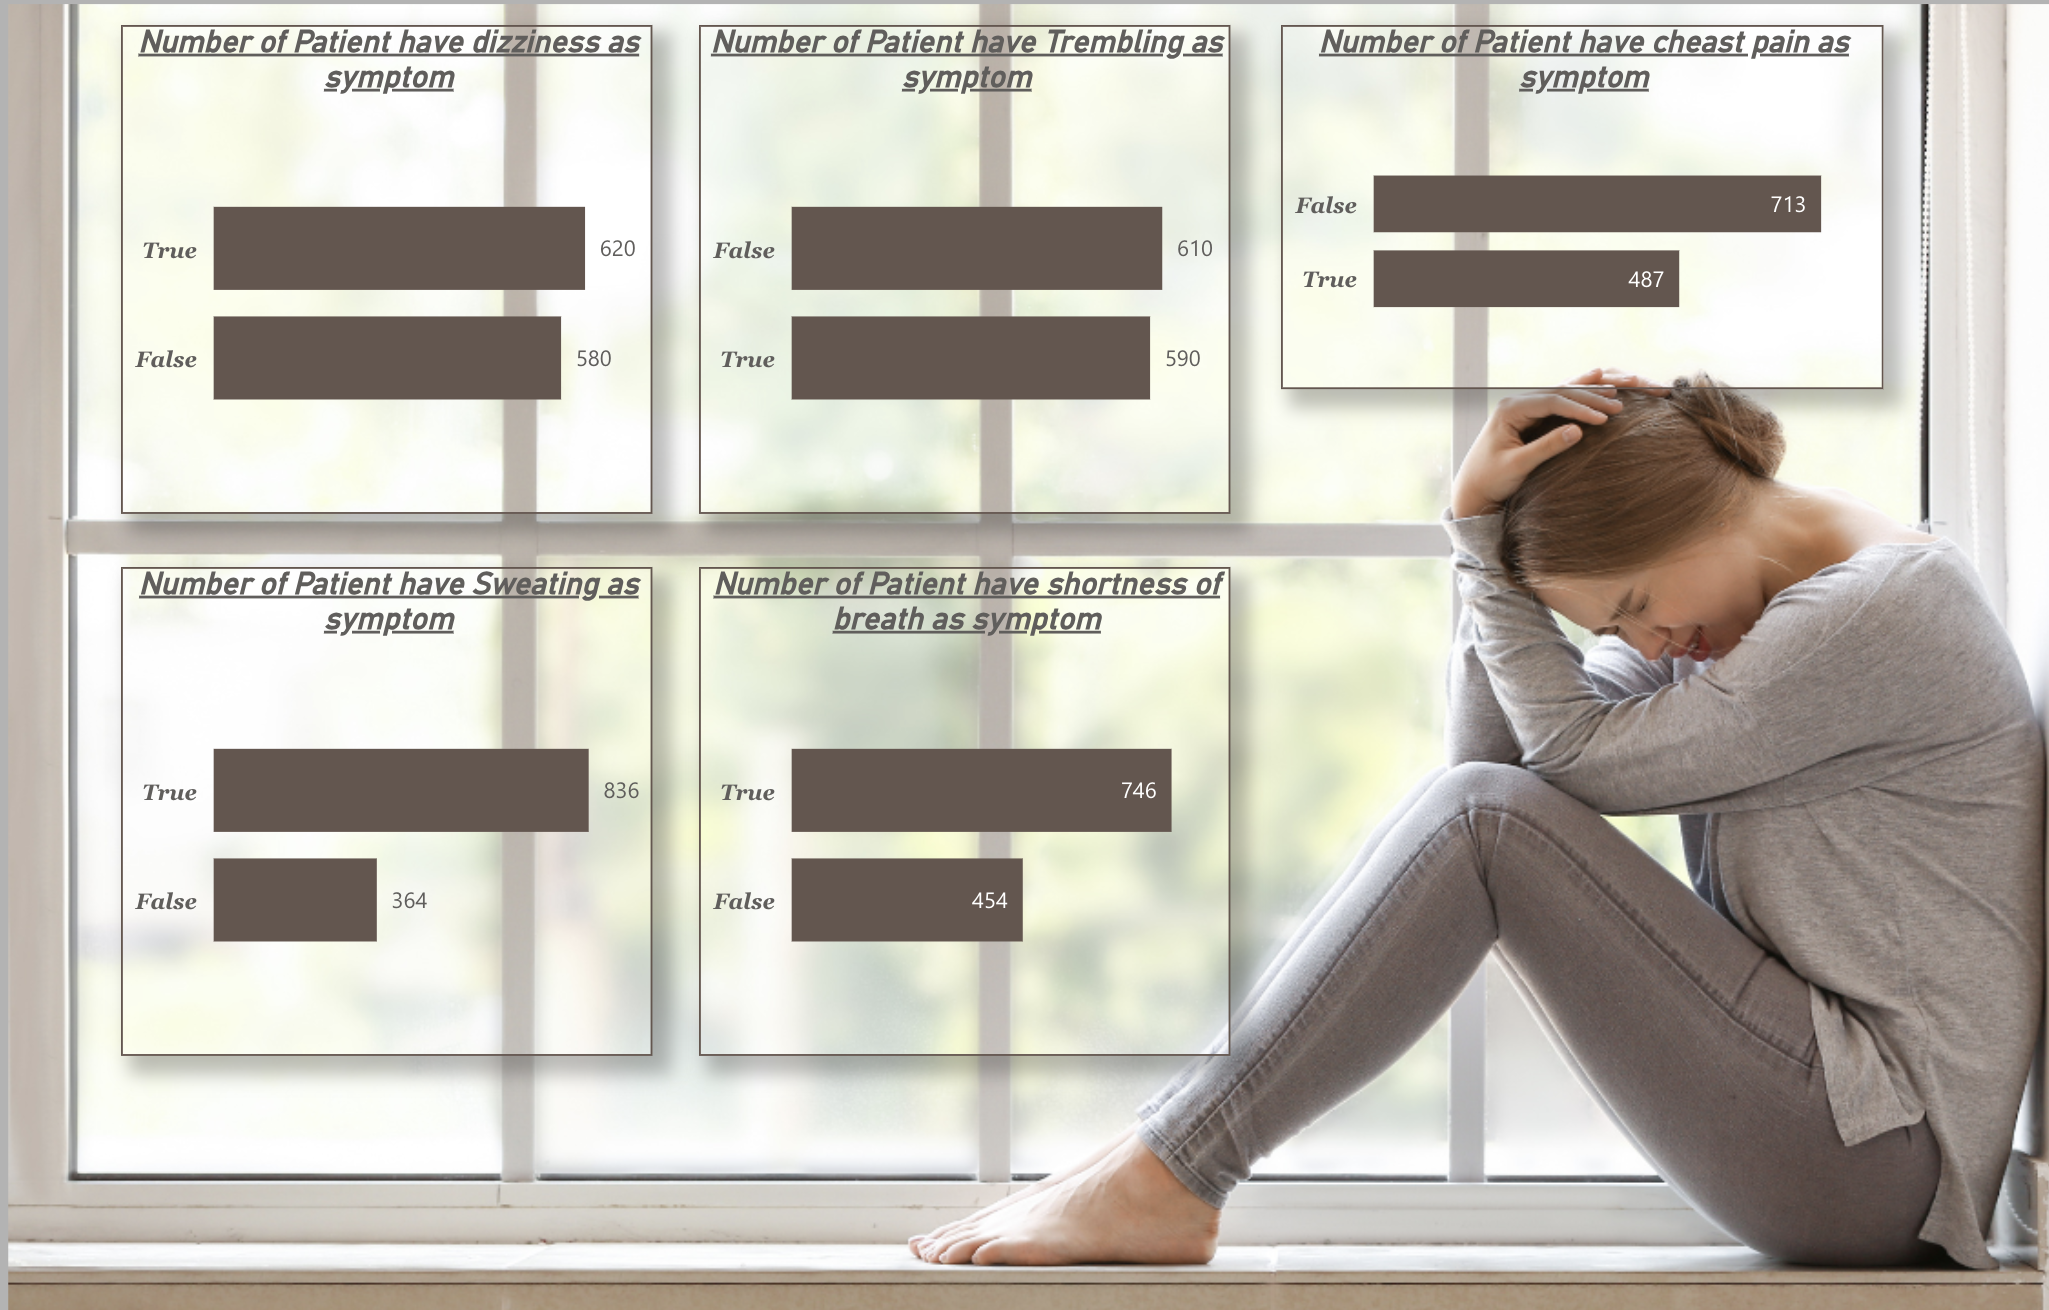 Number of Patient have dizziness as
symptom
True
620
False
580
Number of Patient have Trembling as
symptom
False
610
True
590
Number of Patient have cheast pain as
symptom
False
713
True
487
Number of Patient have Sweating as
symptom
True
836
False
364
Number of Patient have shortness of
breath as symptom
True
746
False
454